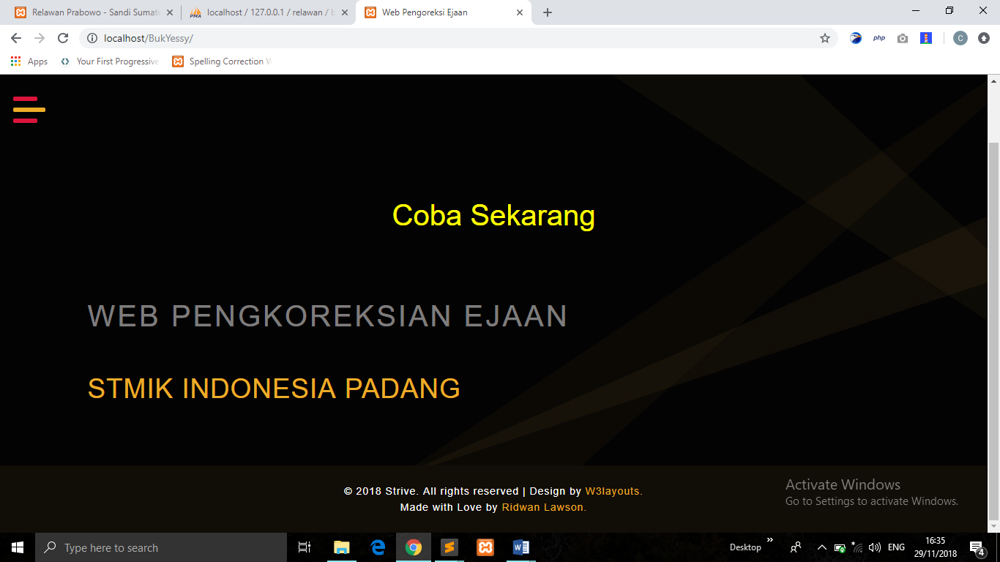 Relawan Prabowo - Sandi Sumat
localhost / 127.0.0.1 / relawan / b
Web Pengoreksi Ejaan
localhost/BukYessy/
php
C
Apps
Your First Progressive
Spelling Correction W
Coba Sekarang
WEB PENGKOREKSIAN EJAAN
STMIK INDONESIA PADANG
© 2018 Strive. All rights reserved | Design by W3layouts.
Made with Love by Ridwan Lawson.
Activate Windows
Go to Settings to activate Windows.
Type here to search
Desktop
ENG
16:35
29/11/2018
4